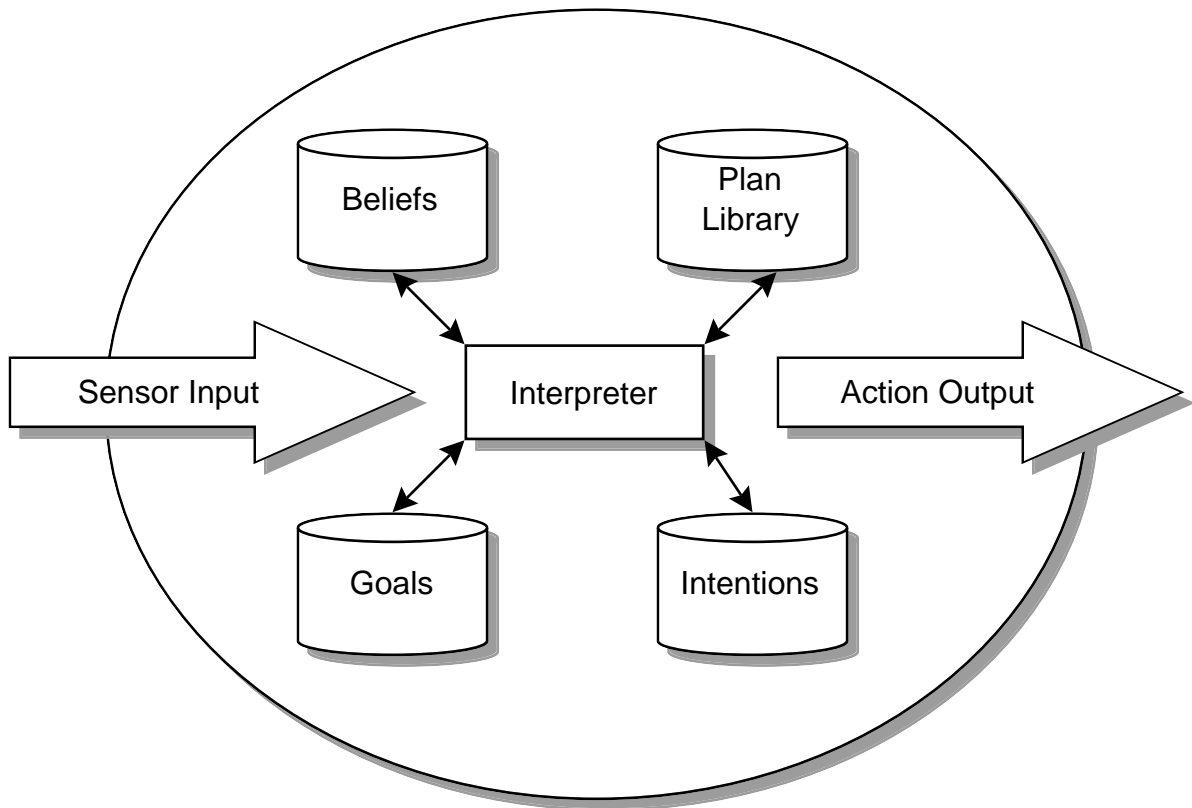 Beliefs
Plan
Library
Sensor Input
Interpreter
Action Output
Goals
Intentions